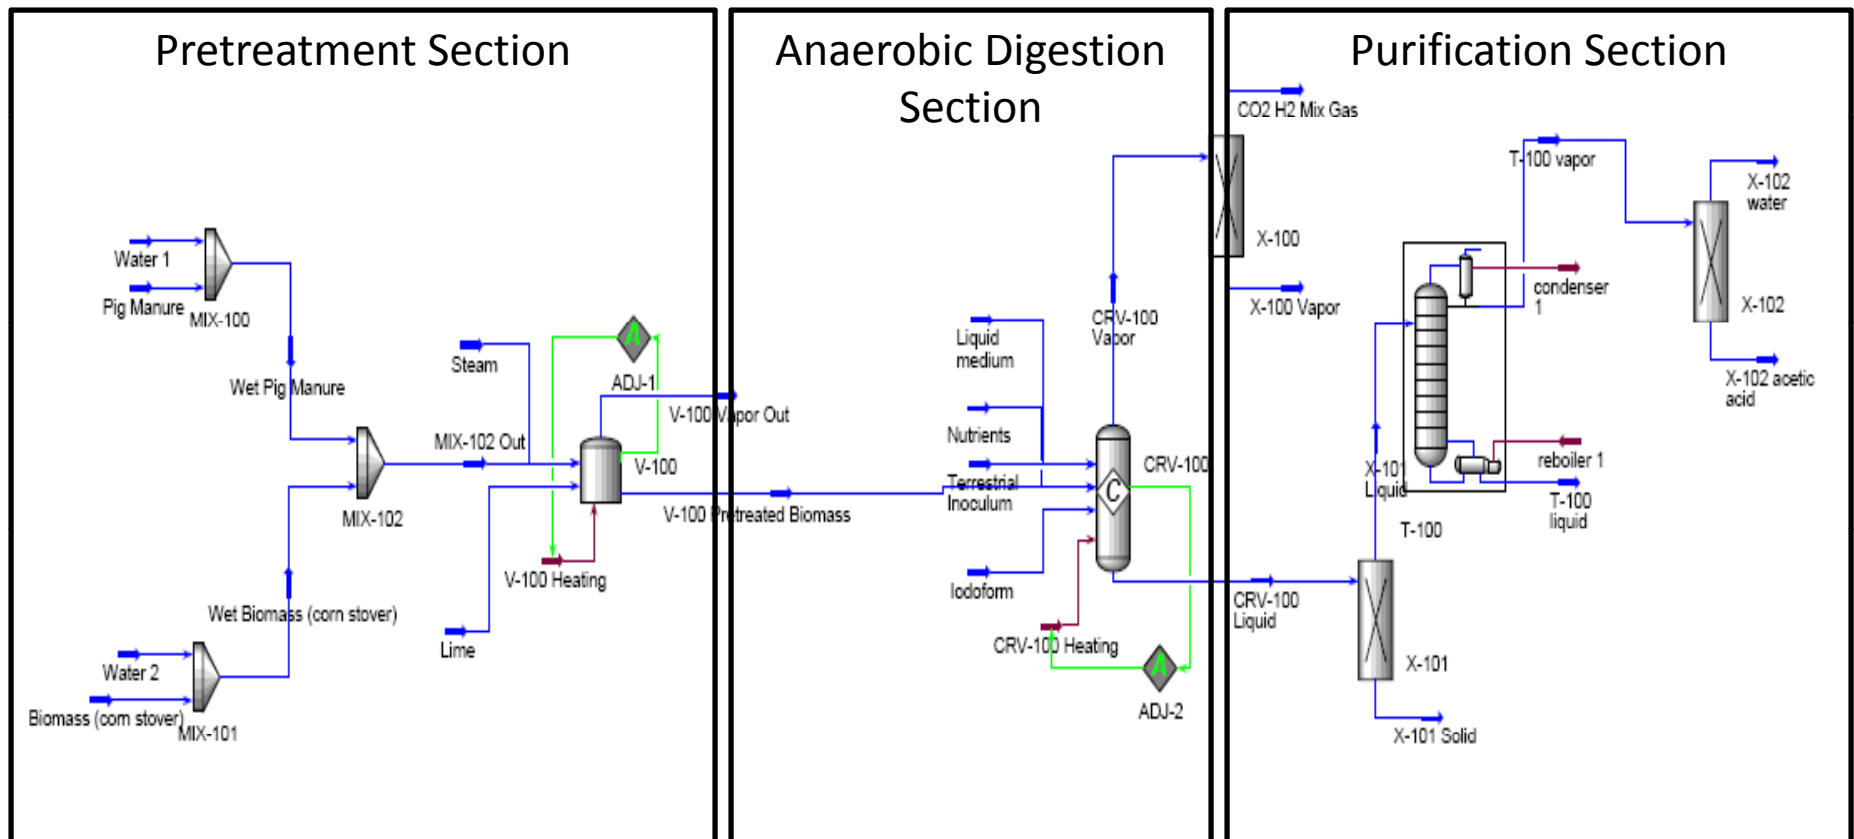 Pretreatment Section
Water 1
Pig Manure
MIX-100
Wet Pig Manure
Steam
ADJ-1
V-100 Vapor Out
MIX-102 Out
V-100
MIX-102
V-100 Pretreated Biomass
V-100 Heating
Wet Biomass (corn stover)
Lime
Water 2
Biomass (corn stover)
MIX-101
Anaerobic Digestion
Section
Liquid
medium
CRV-100
Vapor
Nutrients
CRV-100
Terrestrial
Inoculum
C
Iodoform
CRV-100 Heating
A
A
ADJ-2
Purification Section
CO2 H2 Mix Gas
X-100
X-100 Vapor
T-100 vapor
X-102
water
condenser
1
X-102
X-102 acetic
acid
X-101
Liquid
reboiler 1
T-100
liquid
T-100
CRV-100
Liquid
X-101
X-101 Solid